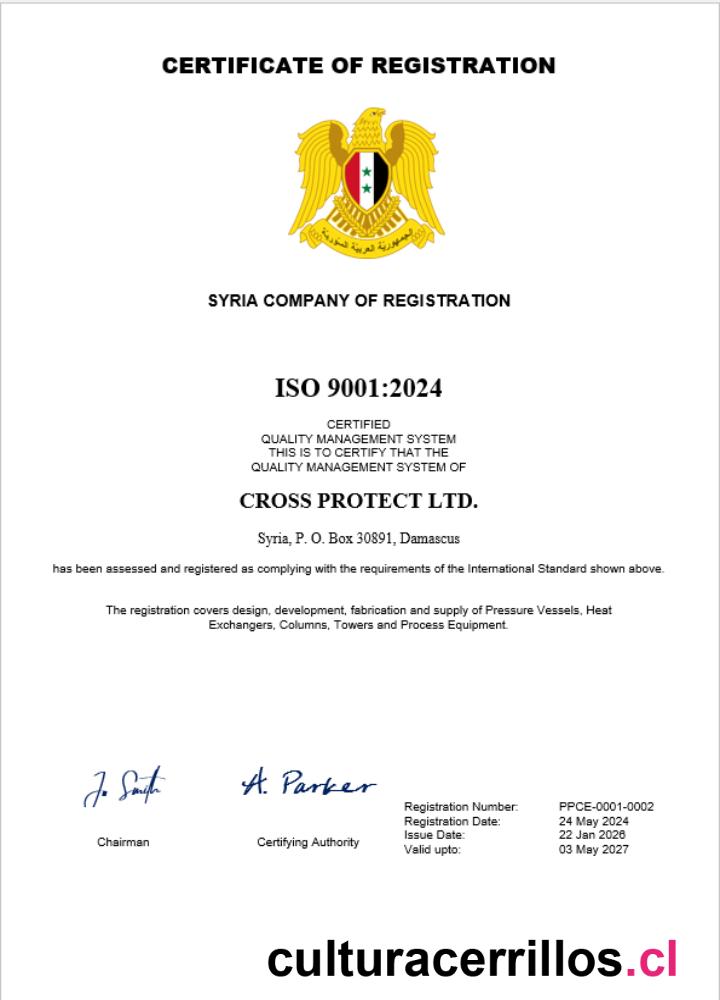 CERTIFICATE OF REGISTRATION
الجمهورية العربية السورية
SYRIA COMPANY OF REGISTRATION
ISO 9001:2024
CERTIFIED
QUALITY MANAGEMENT SYSTEM
THIS IS TO CERTIFY THAT THE
QUALITY MANAGEMENT SYSTEM OF
CROSS PROTECT LTD.
Syria, P. O. Box 30891, Damascus
has been assessed and registered as complying with the requirements of the International Standard shown above.
The registration covers design, development, fabrication and supply of Pressure Vessels, Heat
Exchangers, Columns, Towers and Process Equipment.
J. Smith
A. Parker
Chairman
Certifying Authority
Registration Number: PPCE-0001-0002
Registration Date: 24 May 2024
Issue Date: 22 Jan 2026
Valid upto: 03 May 2027
culturacerrillos.cl